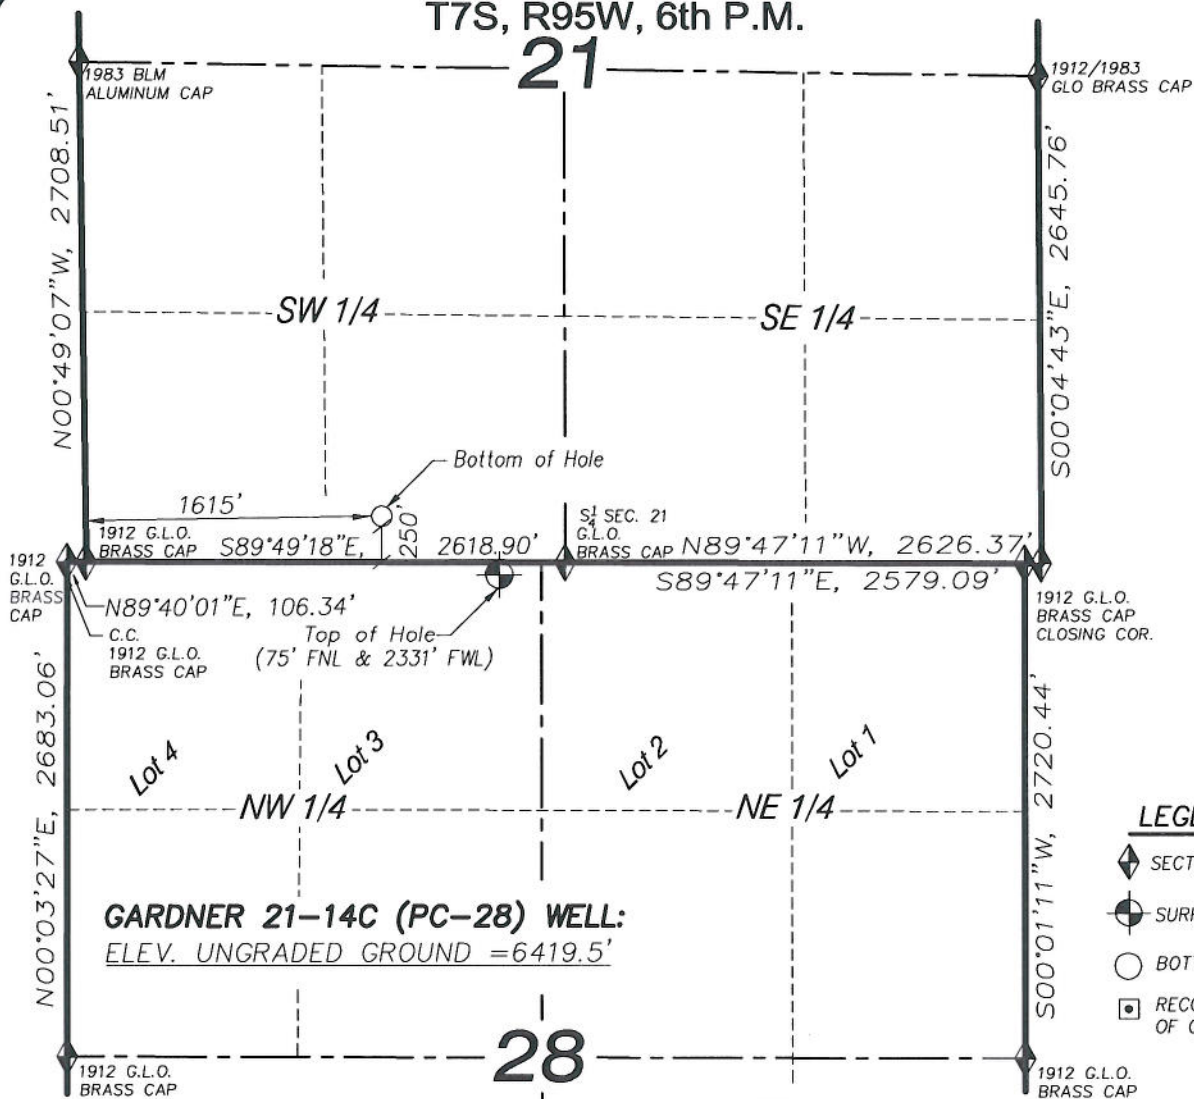 T7S, R95W, 6th P.M.
21
1983 BLM
ALUMINUM CAP
1912/1983
GLO BRASS CAP
N00°49'07"W, 2708.51'
S00°04'43"E, 2645.76'
SW 1/4
SE 1/4
Bottom of Hole
1615'
250'
1912 G.L.O.
BRASS CAP
S89°49'18"E, 2618.90'
S¼ SEC. 21
G.L.O.
BRASS CAP
N89°47'11"W, 2626.37'
S89°47'11"E, 2579.09'
1912
G.L.O.
BRASS
CAP
N89°40'01"E, 106.34'
C.C.
1912 G.L.O.
BRASS CAP
Top of Hole
(75' FNL & 2331' FWL)
1912 G.L.O.
BRASS CAP
CLOSING COR.
N00°03'27"E, 2683.06'
S00°01'11"W, 2720.44'
Lot 4
Lot 3
Lot 2
Lot 1
NW 1/4
NE 1/4
GARDNER 21-14C (PC-28) WELL:
ELEV. UNGRADED GROUND =6419.5'
28
1912 G.L.O.
BRASS CAP
1912 G.L.O.
BRASS CAP
OF